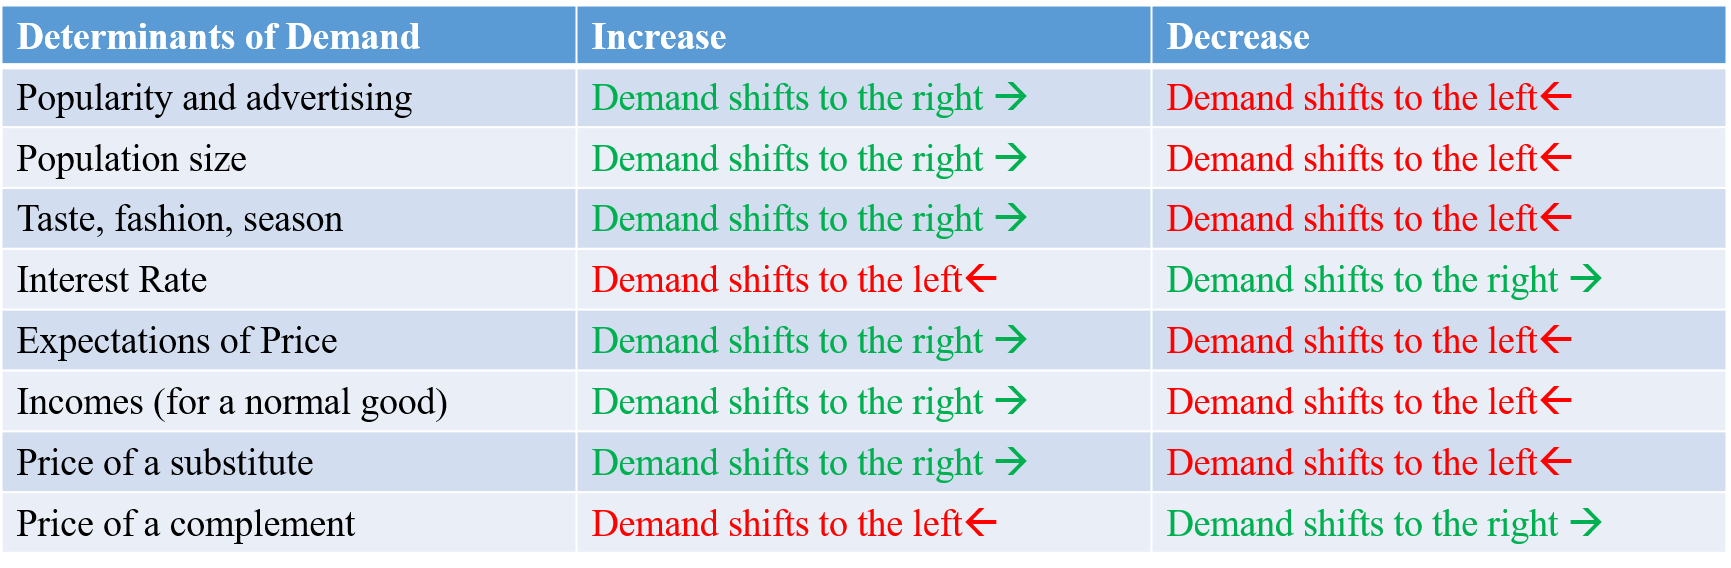 Determines of Demand Increase Decrease
Popularity and advertising Demand shifts to the right → Demand shifts to the left←
Population size Demand shifts to the right → Demand shifts to the left←
Taste, fashion, season Demand shifts to the right → Demand shifts to the left←
Interest Rate Demand shifts to the left← Demand shifts to the right →
Expectations of Price Demand shifts to the right → Demand shifts to the left←
Incomes (for a normal good) Demand shifts to the right → Demand shifts to the left←
Price of a substitute Demand shifts to the right → Demand shifts to the left←
Price of a complement Demand shifts to the left← Demand shifts to the right →